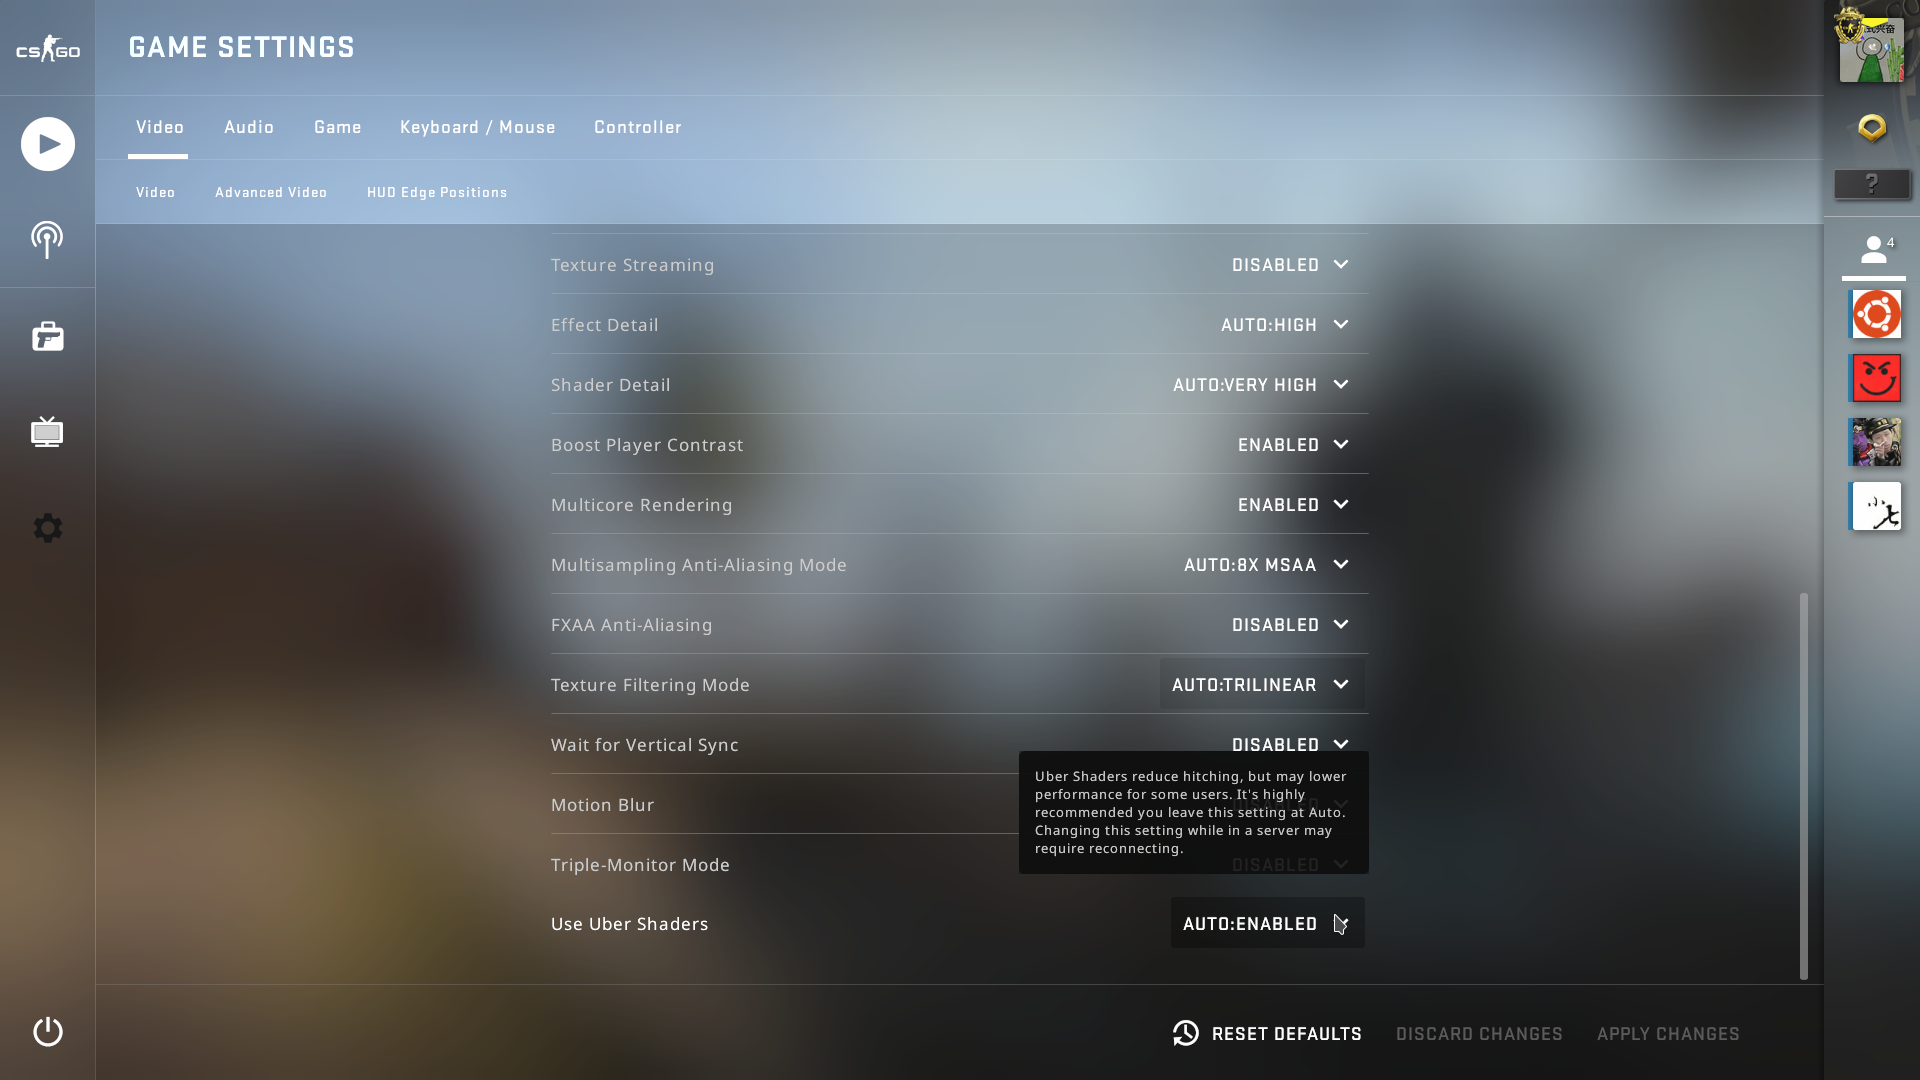 CS GO
GAME SETTINGS
Video
Audio
Game
Keyboard / Mouse
Controller
Video
Advanced Video
HUD Edge Positions
Texture Streaming
DISABLED
Effect Detail
AUTO:HIGH
Shader Detail
AUTO:VERY HIGH
Boost Player Contrast
ENABLED
Multicore Rendering
ENABLED
Multisampling Anti-Aliasing Mode
AUTO:8X MSAA
FXAA Anti-Aliasing
DISABLED
Texture Filtering Mode
AUTO:TRILINEAR
Wait for Vertical Sync
DISABLED
Uber Shaders reduce hitching, but may lower
performance for some users. It's highly
recommended you leave this setting at Auto.
Changing this setting while in a server may
require reconnecting.
Motion Blur
DISABLED
Triple-Monitor Mode
DISABLED
Use Uber Shaders
AUTO:ENABLED
RESET DEFAULTS
DISCARD CHANGES
APPLY CHANGES
?
4